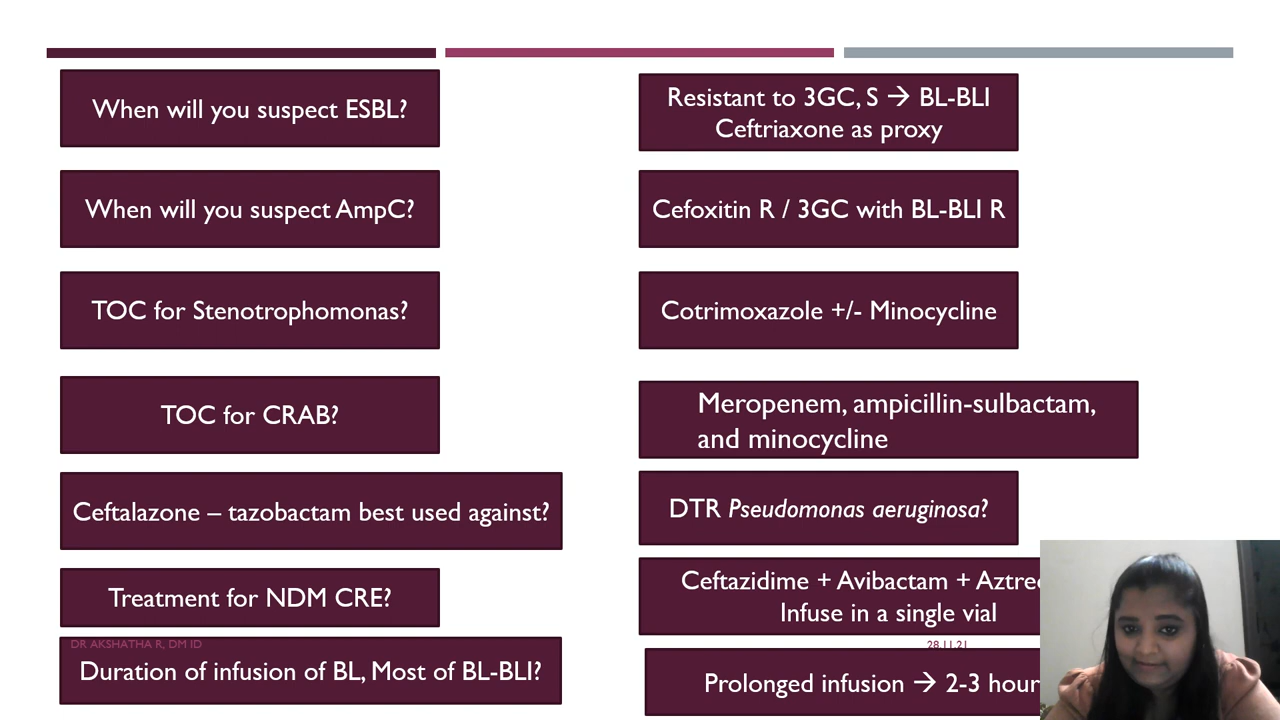 When will you suspect ESBL?
Resistant to 3GC, S → BL-BLI
Ceftriaxone as proxy
When will you suspect AmpC?
Cefoxitin R / 3GC with BL-BLI R
TOC for Stenotrophomonas?
Cotrimoxazole +/- Minocycline
TOC for CRAB?
Meropenem, ampicillin-sulbactam,
and minocycline
Ceftalazone – tazobactam best used against?
DTR Pseudomonas aeruginosa?
Treatment for NDM CRE?
Ceftazidime + Avibactam +
Infuse in a single vial
DR AKSHATHA R, DM ID
28.11.21
Duration of infusion of BL, Most of BL-BLI?
Prolonged infusion → 2-3 hour